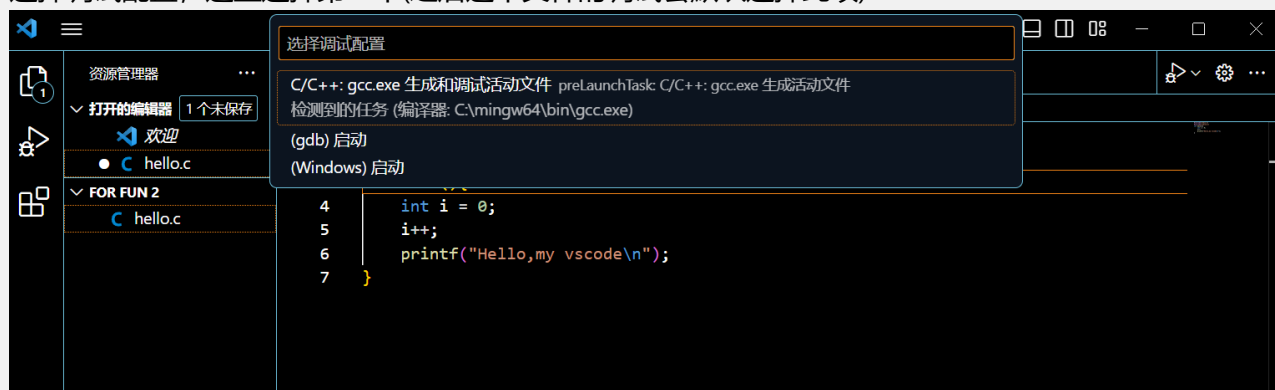 选择调试配置
资源管理器
C/C++: gcc.exe 生成和调试活动文件 preLaunchTask: C/C++: gcc.exe 生成活动文件
检测到的任务 (编译器: C:\mingw64\bin\gcc.exe)
(gdb) 启动
(Windows) 启动
1
打开的编辑器 1 个未保存
欢迎
hello.c
FOR FUN 2
hello.c
4 int i = 0;
5 i++;
6 printf("Hello,my vscode\n");
7 }